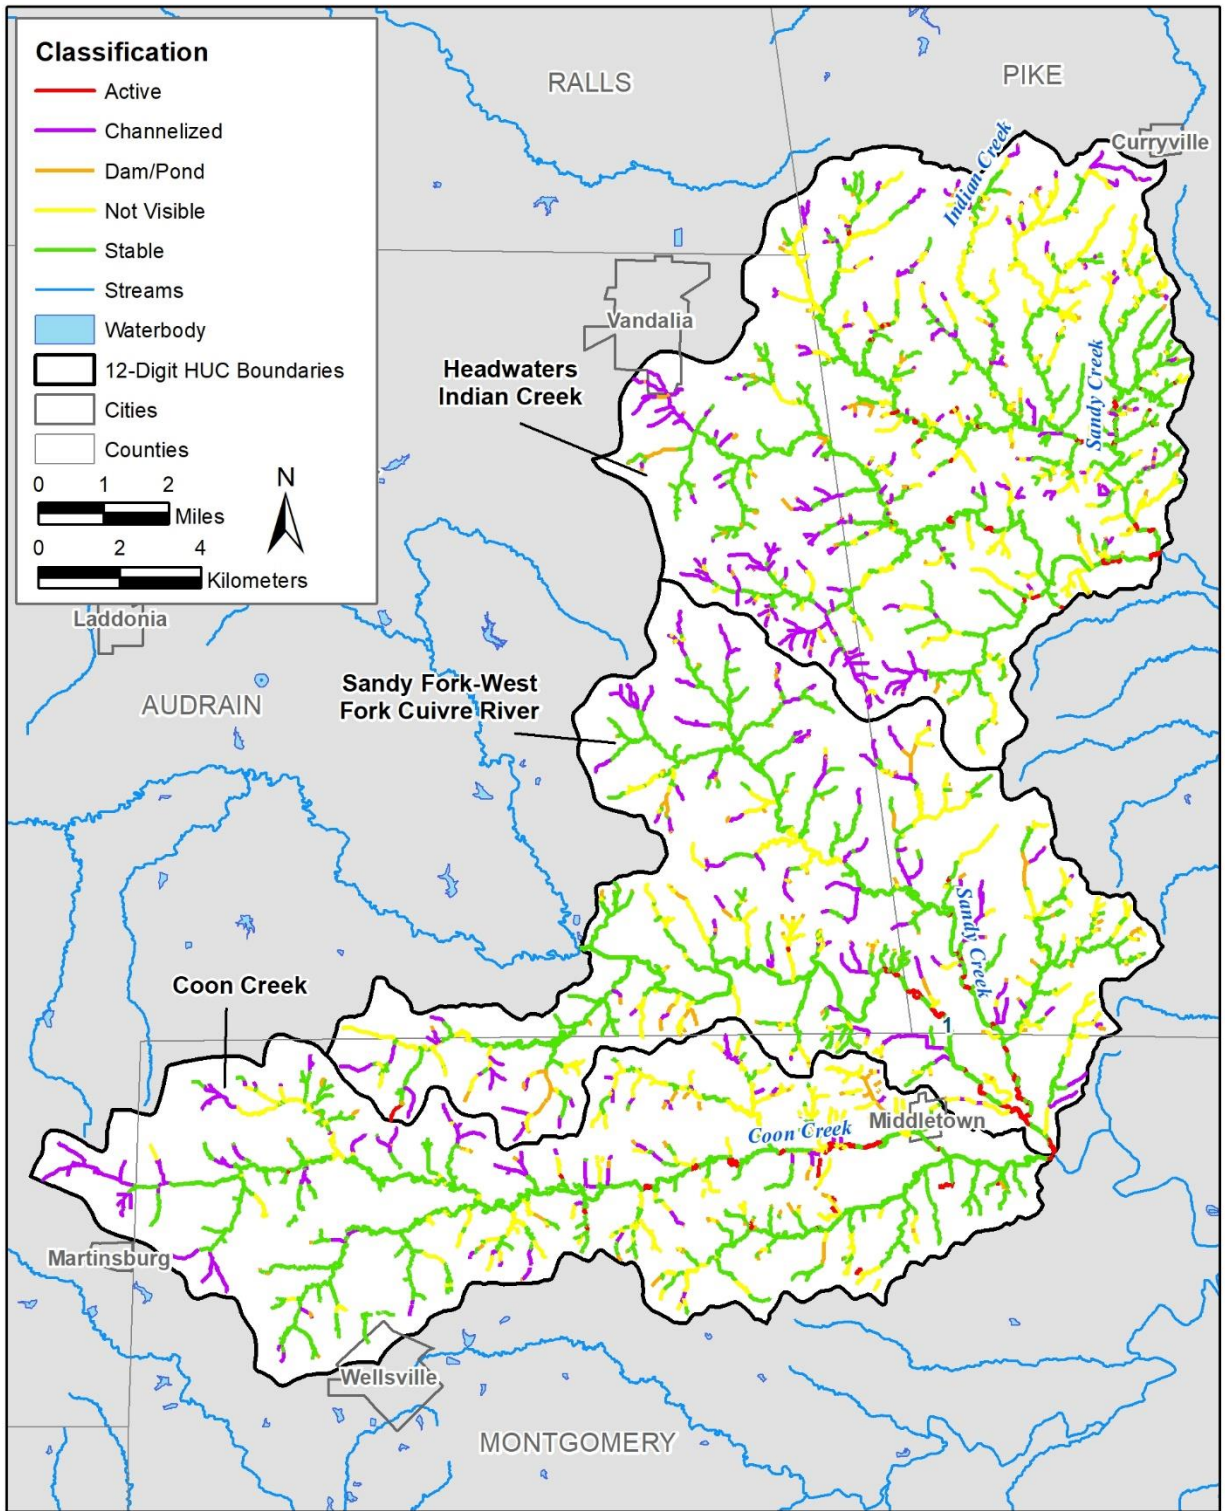 Classification
Active
Channelized
Dam/Pond
Not Visible
Stable
Streams
Waterbody
12-Digit HUC Boundaries
Cities
Counties
0 1 2
Miles
0 2 4
Kilometers
N
RALLS
PIKE
Curryville
Indian Creek
Vandalia
Headwaters
Indian Creek
Sandy Creek
Laddonia
AUDRAIN
Sandy Fork-West
Fork Cuivre River
Sandy Creek
Coon Creek
1
Middletown
Coon Creek
Martinsburg
Wellsville
MONTGOMERY